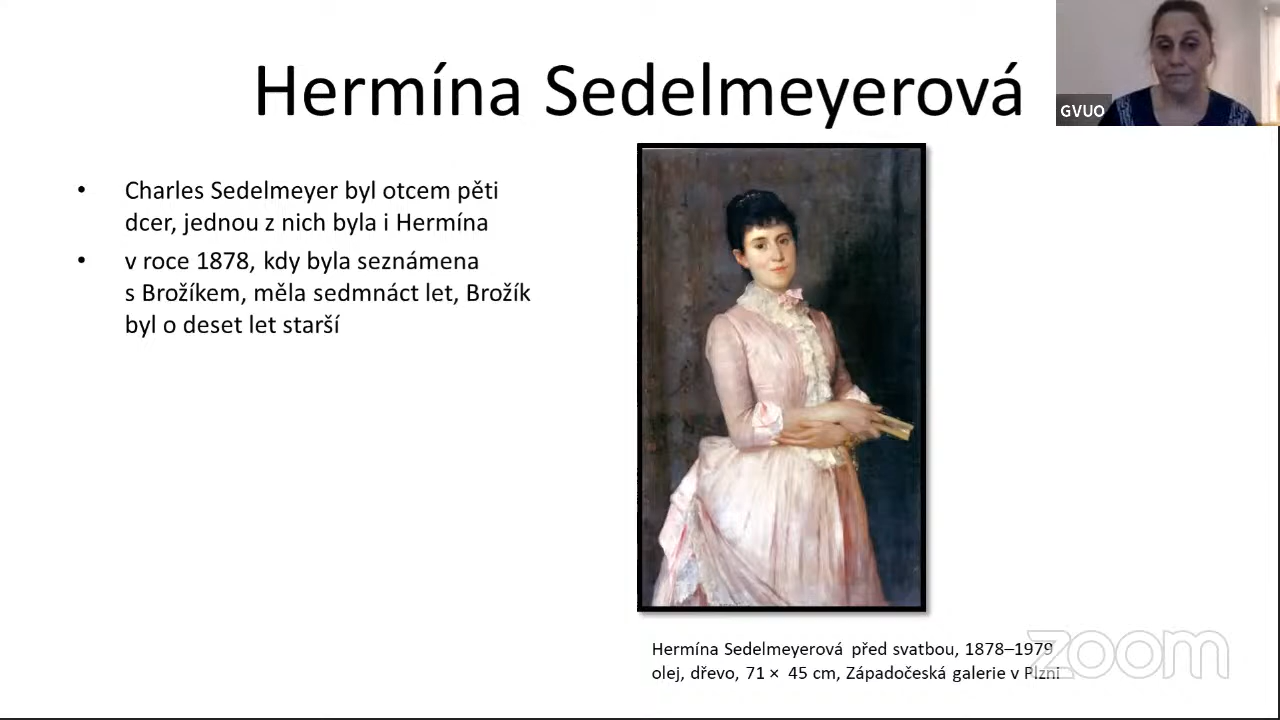 Hermína Sedelmeyerová
GVUO
• Charles Sedelmeyer byl otcem pěti
dcer, jednou z nich byla i Hermína
• v roce 1878, kdy byla seznámena
s Brožíkem, měla sedmnáct let, Brožík
byl o deset let starší
Hermína Sedelmeyerová před svatbou, 1878–1979
olej, dřevo, 71 × 45 cm, Západočeská galerie v Plzni
zoom